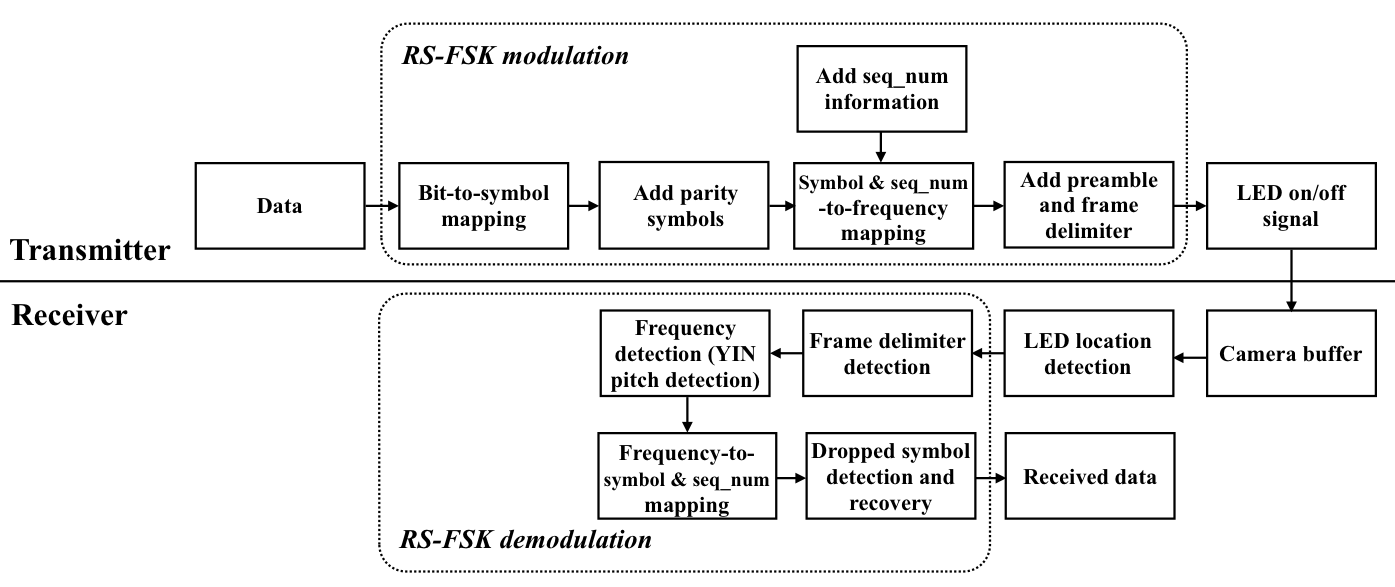 RS-FSK modulation
Add seq_num
information
Data
Bit-to-symbol
mapping
Add parity
symbols
Symbol & seq_num
-to-frequency
mapping
Add preamble
and frame
delimiter
LED on/off
signal
Transmitter
Receiver
Frequency
detection (YIN
pitch detection)
Frame delimiter
detection
LED location
detection
Camera buffer
Frequency-to-
symbol & seq_num
mapping
Dropped symbol
detection and
recovery
Received data
RS-FSK demodulation